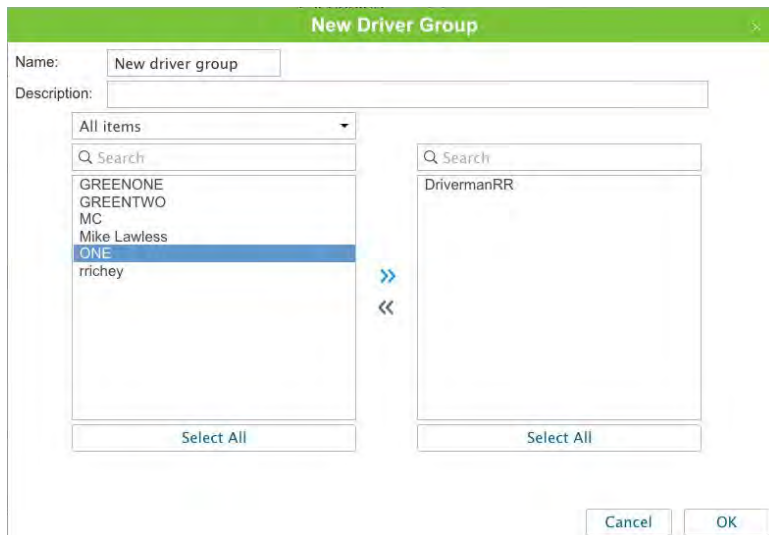 New Driver Group
Name: New driver group
Description:
All items
Search Search
GREENONE DrivermanRR
GREENTWO
MC
Mike Lawless
ONE
rrichey
Select All Select All
Cancel OK